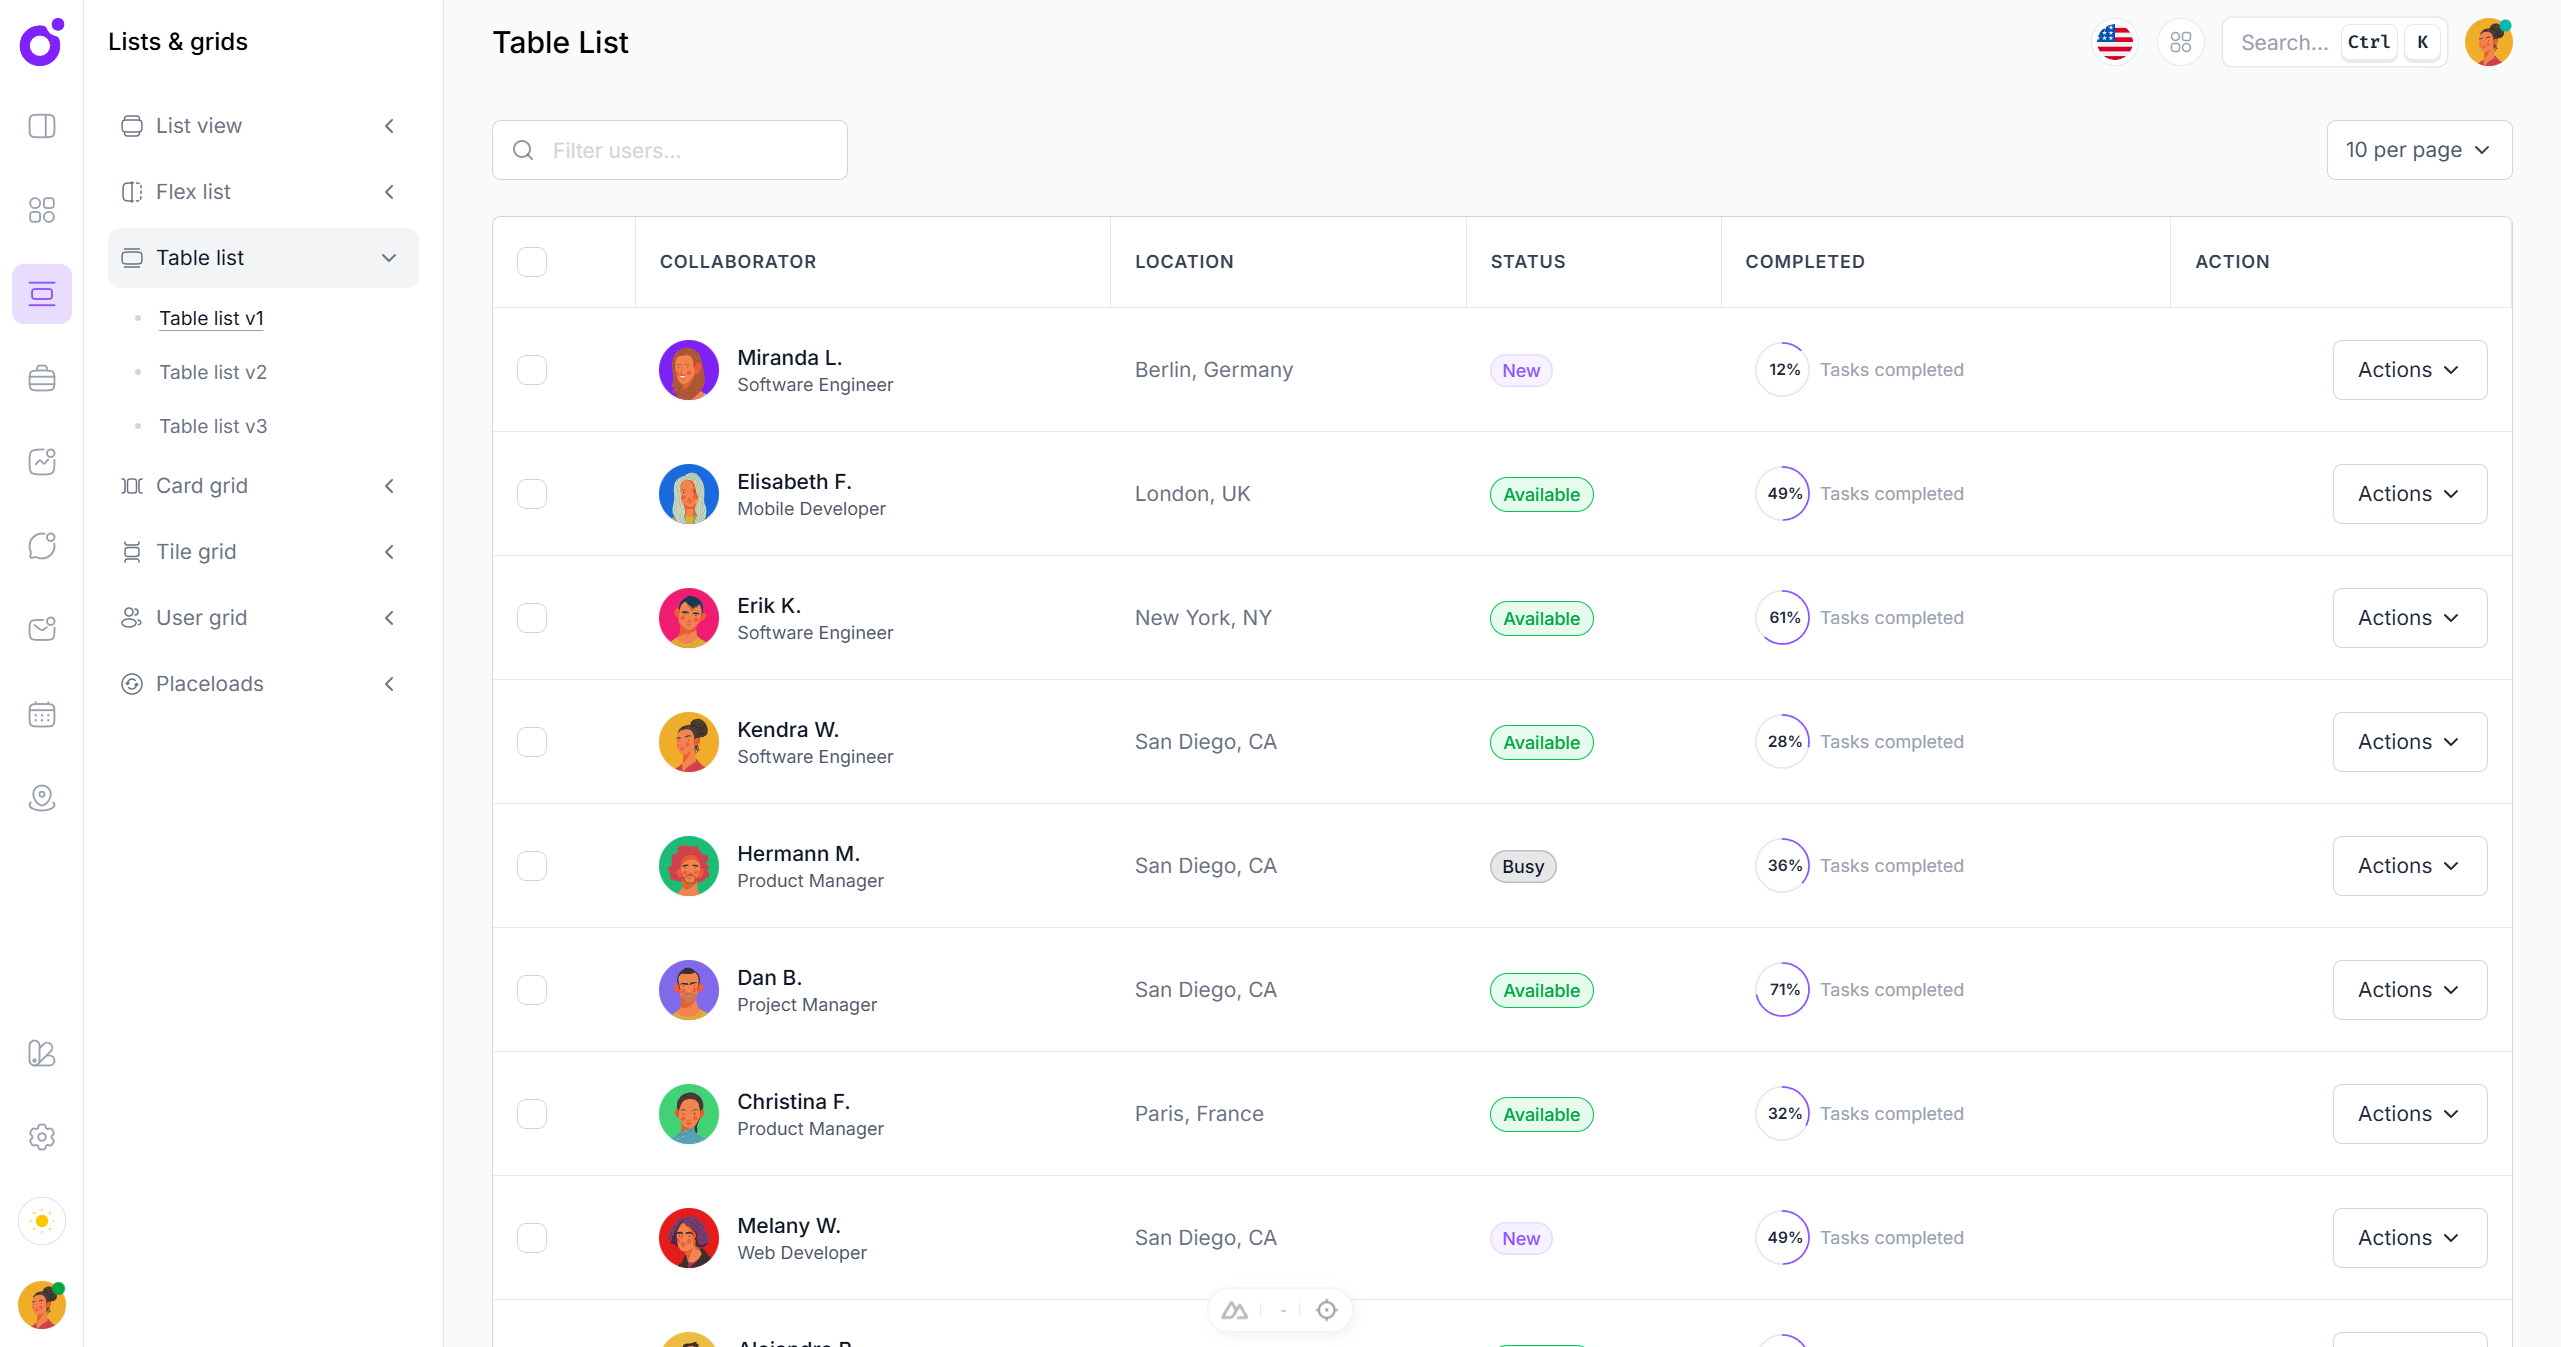 Lists & grids
List view
Flex list
Table list
Table list v1
Table list v2
Table list v3
Card grid
Tile grid
User grid
Placeloads
Table List
Search... Ctrl K
Filter users...
10 per page
COLLABORATOR LOCATION STATUS COMPLETED ACTION
Miranda L.
Software Engineer
Berlin, Germany New 12% Tasks completed Actions
Elisabeth F.
Mobile Developer
London, UK Available 49% Tasks completed Actions
Erik K.
Software Engineer
New York, NY Available 61% Tasks completed Actions
Kendra W.
Software Engineer
San Diego, CA Available 28% Tasks completed Actions
Hermann M.
Product Manager
San Diego, CA Busy 36% Tasks completed Actions
Dan B.
Project Manager
San Diego, CA Available 71% Tasks completed Actions
Christina F.
Product Manager
Paris, France Available 32% Tasks completed Actions
Melany W.
Web Developer
San Diego, CA New 49% Tasks completed Actions
-